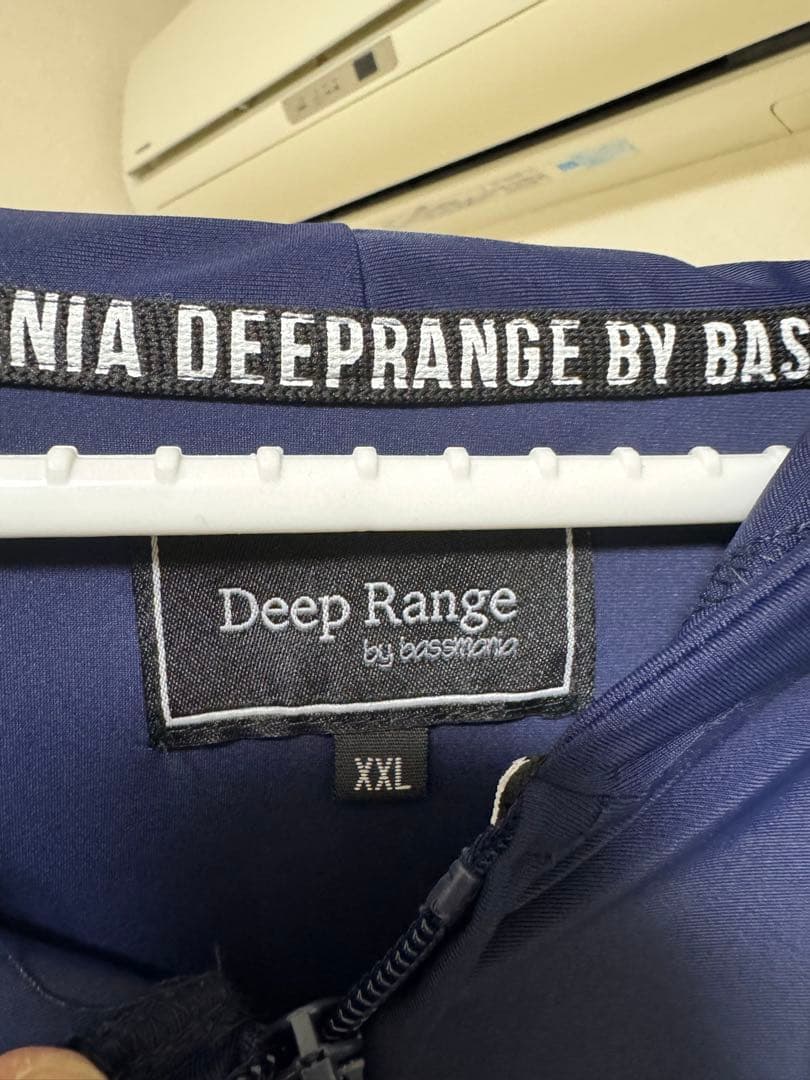 NIA DEEPRANGE BY BAS
Deep Range
by bassmania
XXL